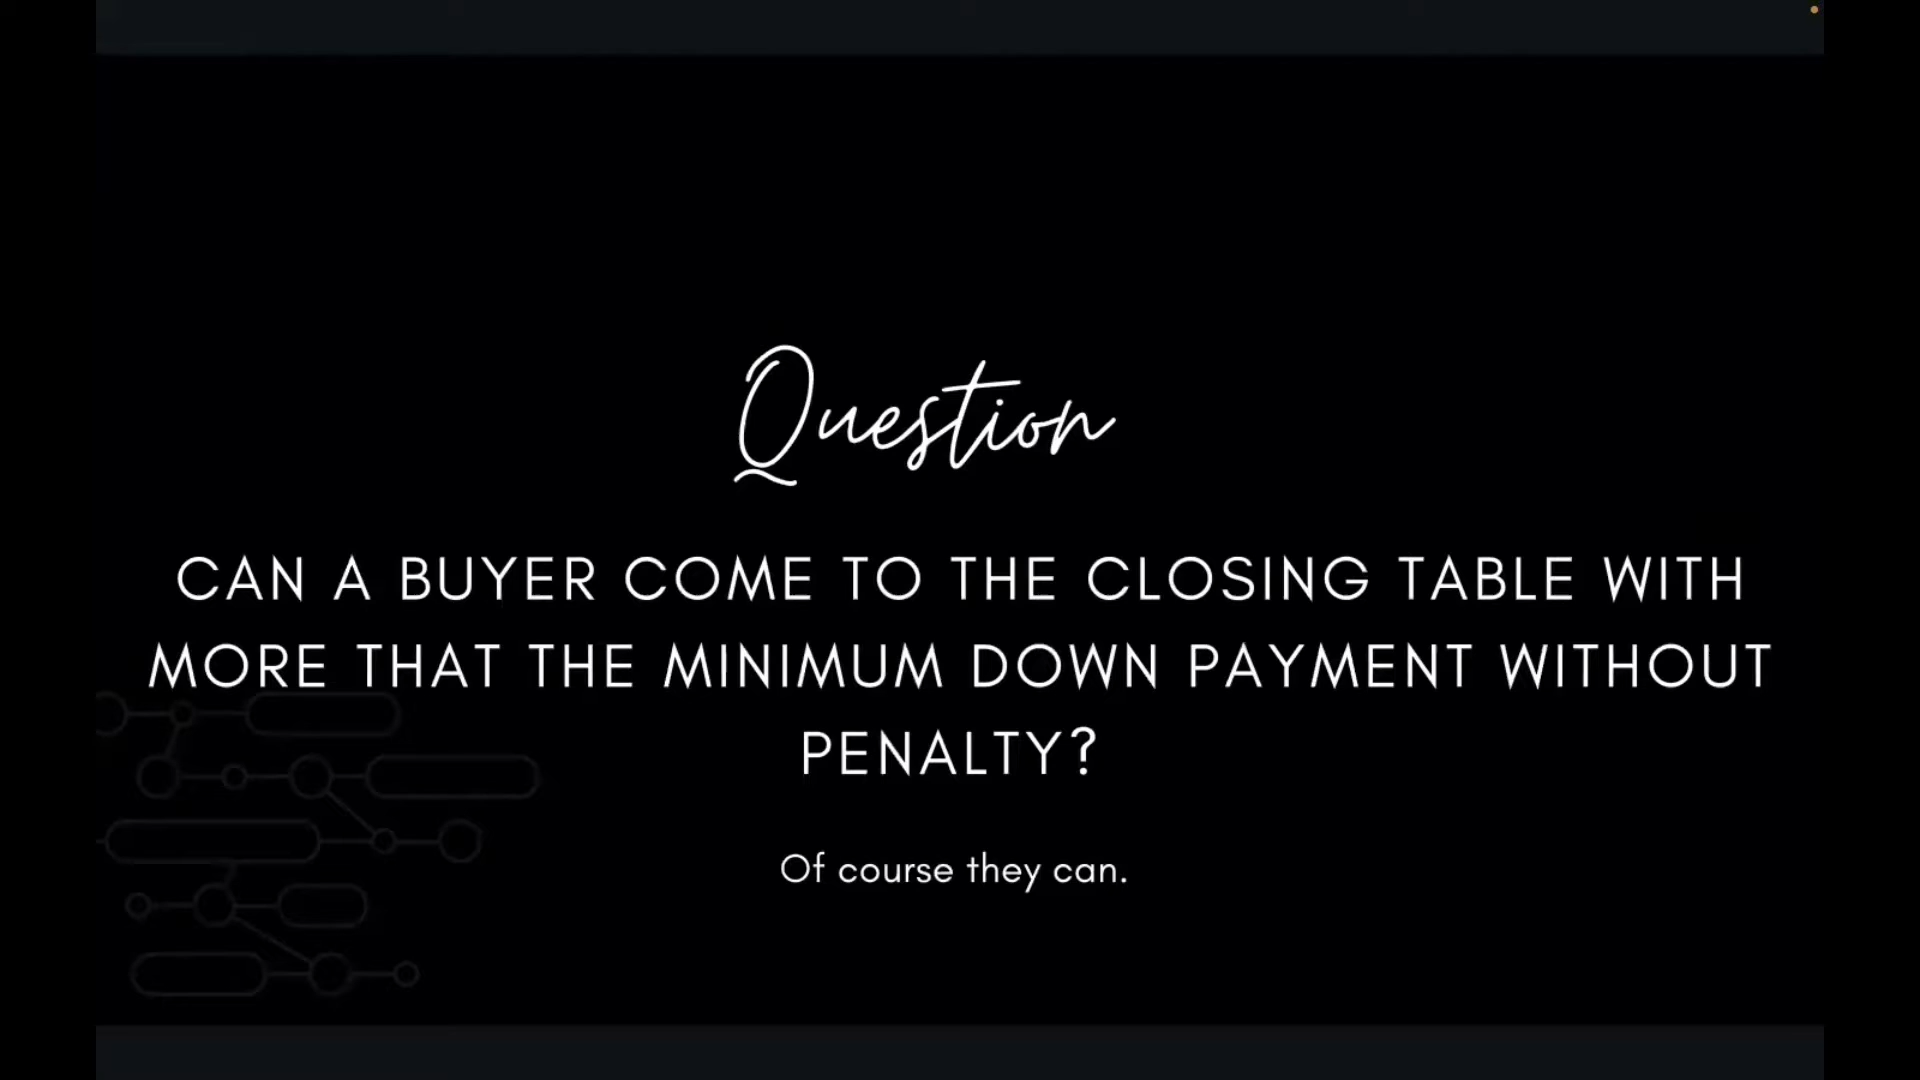 Question
CAN A BUYER COME TO THE CLOSING TABLE WITH
MORE THAT THE MINIMUM DOWN PAYMENT WITHOUT
PENALTY?
Of course they can.